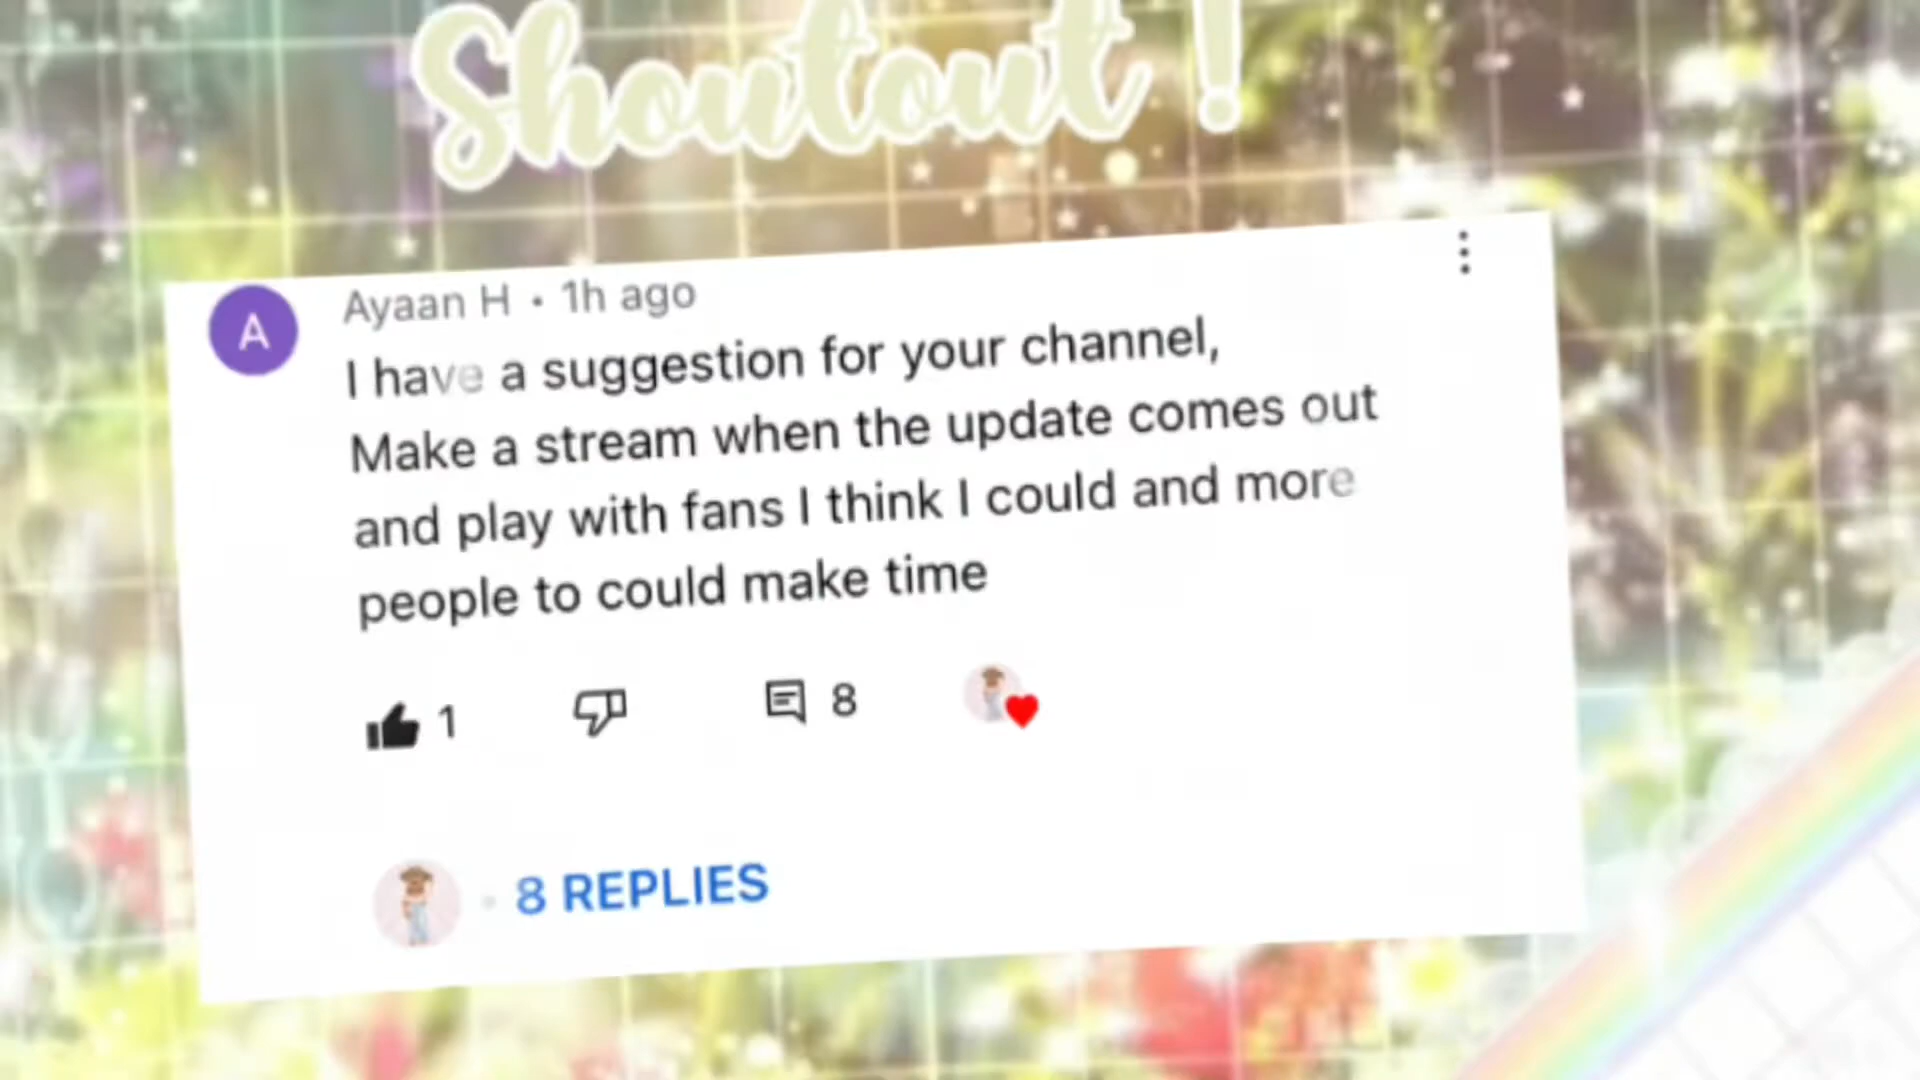 Shoutout !
A
Ayaan H • 1h ago
I have a suggestion for your channel,
Make a stream when the update comes out
and play with fans I think I could and more
people to could make time
1
8
8 REPLIES